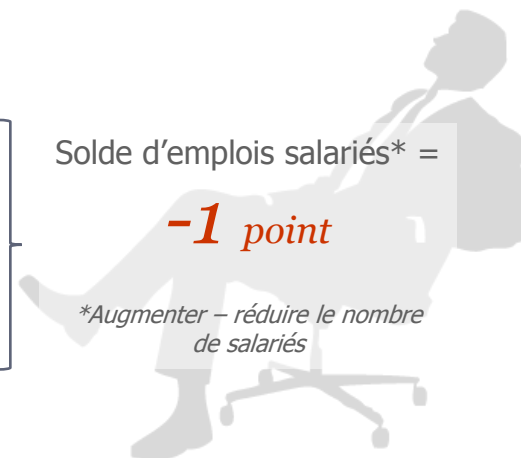 Solde d’emplois salariés* =
-1 point
*Augmenter – réduire le nombre
de salariés